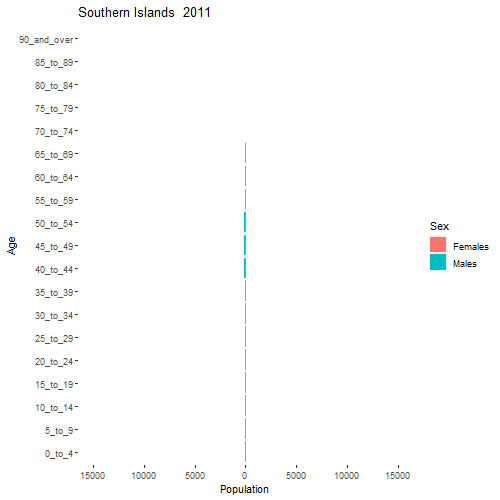 Southern Islands  2011
90_and_over
85_to_89
80_to_84
75_to_79
70_to_74
65_to_69
60_to_64
55_to_59
50_to_54
45_to_49
40_to_44
35_to_39
30_to_34
25_to_29
20_to_24
15_to_19
10_to_14
5_to_9
0_to_4
Age
15000 10000 5000 0 5000 10000 15000
Population
Sex
Females
Males